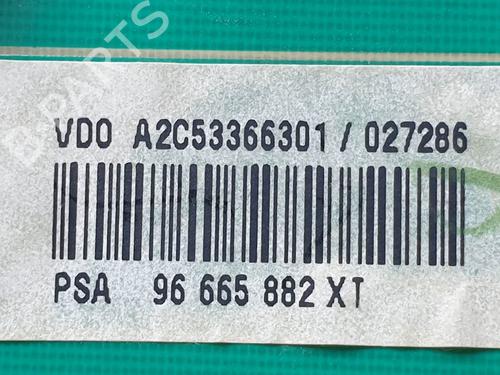 B-PARTS
VDO A2C53366301 / 027286
PSA 96 665 882 XT